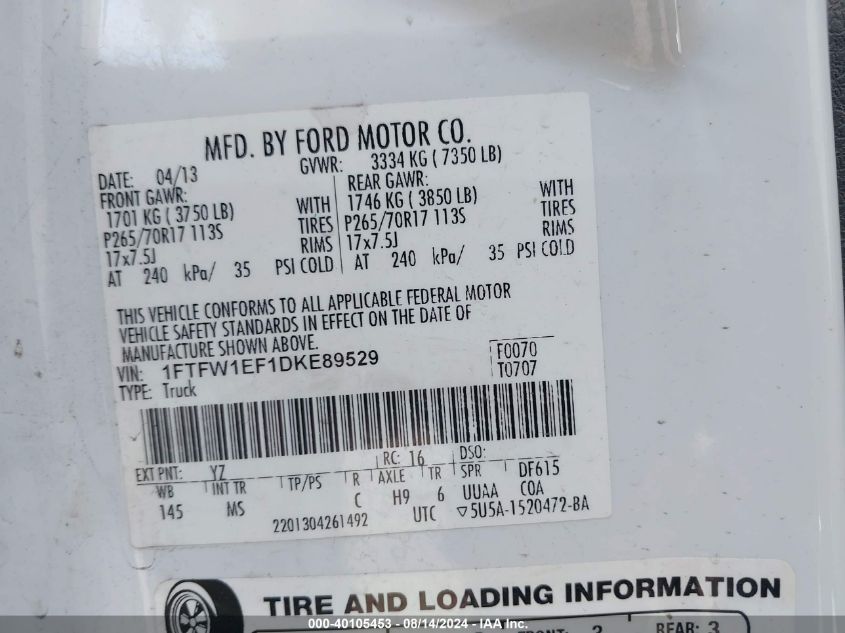 MFD. BY FORD MOTOR CO.
DATE: 04/13 GVWR: 3334 KG ( 7350 LB)
FRONT GAWR: REAR GAWR:
1701 KG ( 3750 LB) WITH 1746 KG ( 3850 LB) WITH
P265/70R17 113S TIRES P265/70R17 113S TIRES
17x7.5J RIMS 17x7.5J RIMS
AT 240 kPa/ 35 PSI COLD AT 240 kPa/ 35 PSI COLD
THIS VEHICLE CONFORMS TO ALL APPLICABLE FEDERAL MOTOR
VEHICLE SAFETY STANDARDS IN EFFECT ON THE DATE OF
MANUFACTURE SHOWN ABOVE.
VIN: 1FTFW1EF1DKE89529 F0070
TYPE: Truck T0707
EXT PNT: YZ RC: 16 DSO:
WB INT TR TP/PS R AXLE TR SPR DF615
145 MS C H9 6 UUAA COA
2201304261492 UTC ▽5U5A-1520472-BA
TIRE AND LOADING INFORMATION
FRONT: 2 REAR: 3
000-40105453 - 08/14/2024 - IAA Inc.